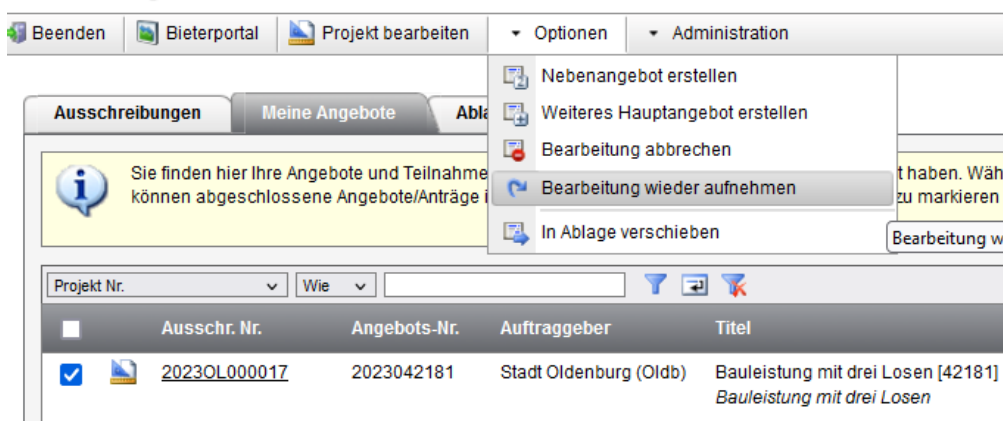 Beenden Bieterportal Projekt bearbeiten Optionen Administration
Nebenangebot erstellen
Weiteres Hauptangebot erstellen
Bearbeitung abbrechen
Bearbeitung wieder aufnehmen
In Ablage verschieben
Bearbeitung w
Ausschreibungen Meine Angebote Abla
Sie finden hier Ihre Angebote und Teilnahme t haben. Wäh
können abgeschlossene Angebote/Anträge i zu markieren
Projekt Nr. Wie
Ausschr. Nr. Angebots-Nr. Auftraggeber Titel
2023OL000017 2023042181 Stadt Oldenburg (Oldb) Bauleistung mit drei Losen [42181]
Bauleistung mit drei Losen